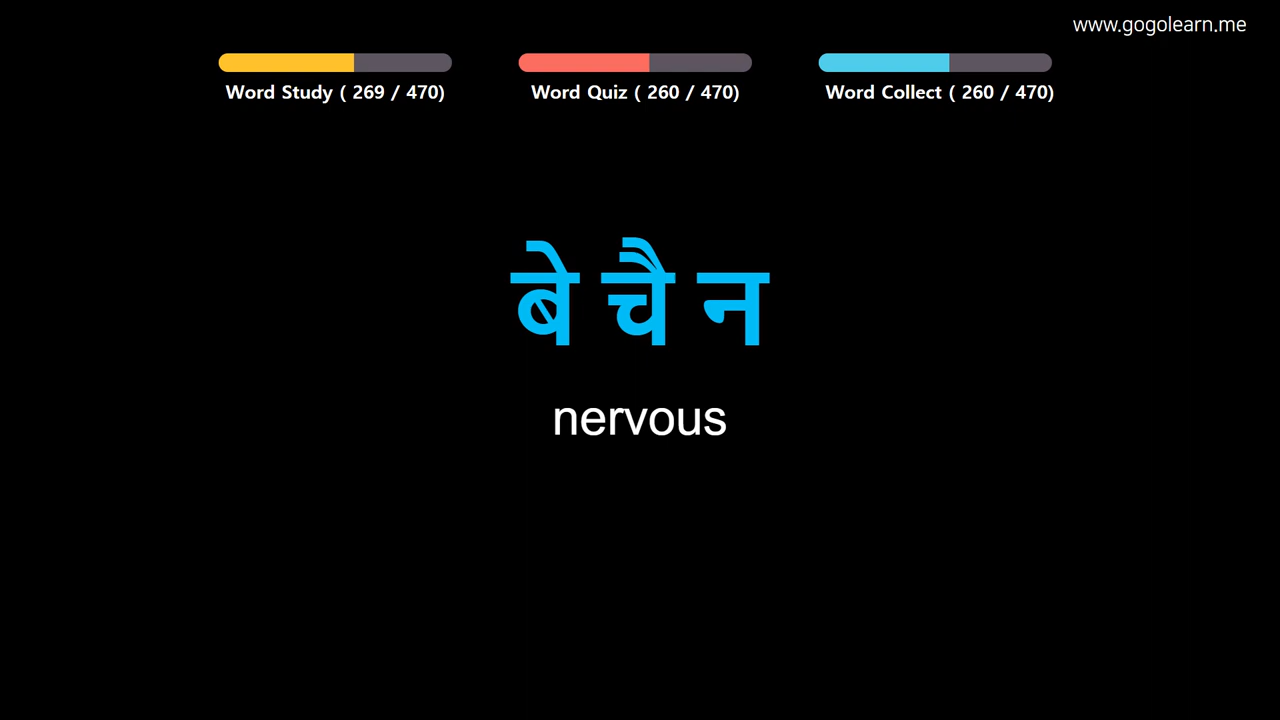 www.gogolearn.me
Word Study ( 269 / 470) Word Quiz ( 260 / 470) Word Collect ( 260 / 470)
बे चै न
nervous